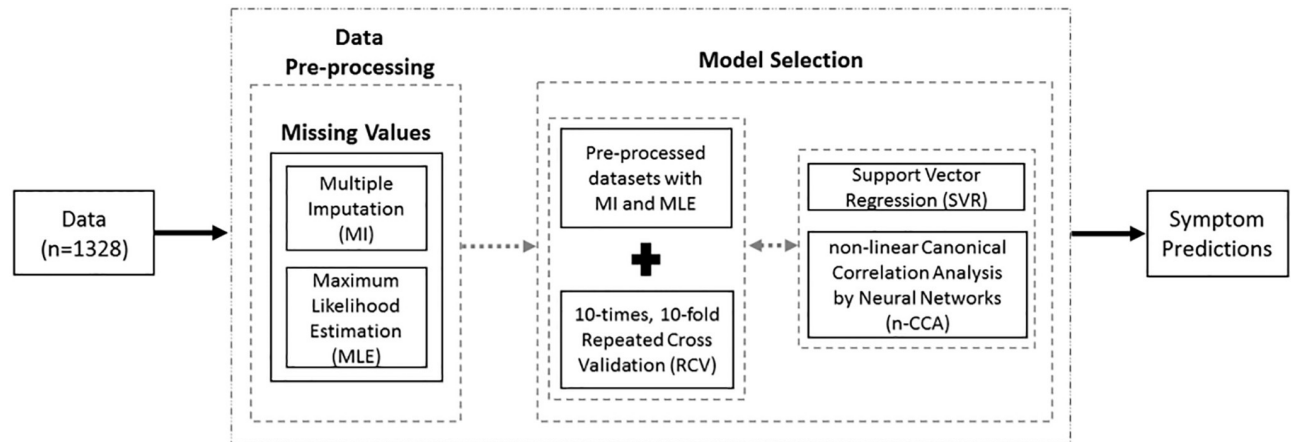 Data
(n=1328)
Data
Pre-processing
Missing Values
Multiple
Imputation
(MI)
Maximum
Likelihood
Estimation
(MLE)
Model Selection
Pre-processed
datasets with
MI and MLE
10-times, 10-fold
Repeated Cross
Validation (RCV)
Support Vector
Regression (SVR)
non-linear Canonical
Correlation Analysis
by Neural Networks
(n-CCA)
Symptom
Predictions